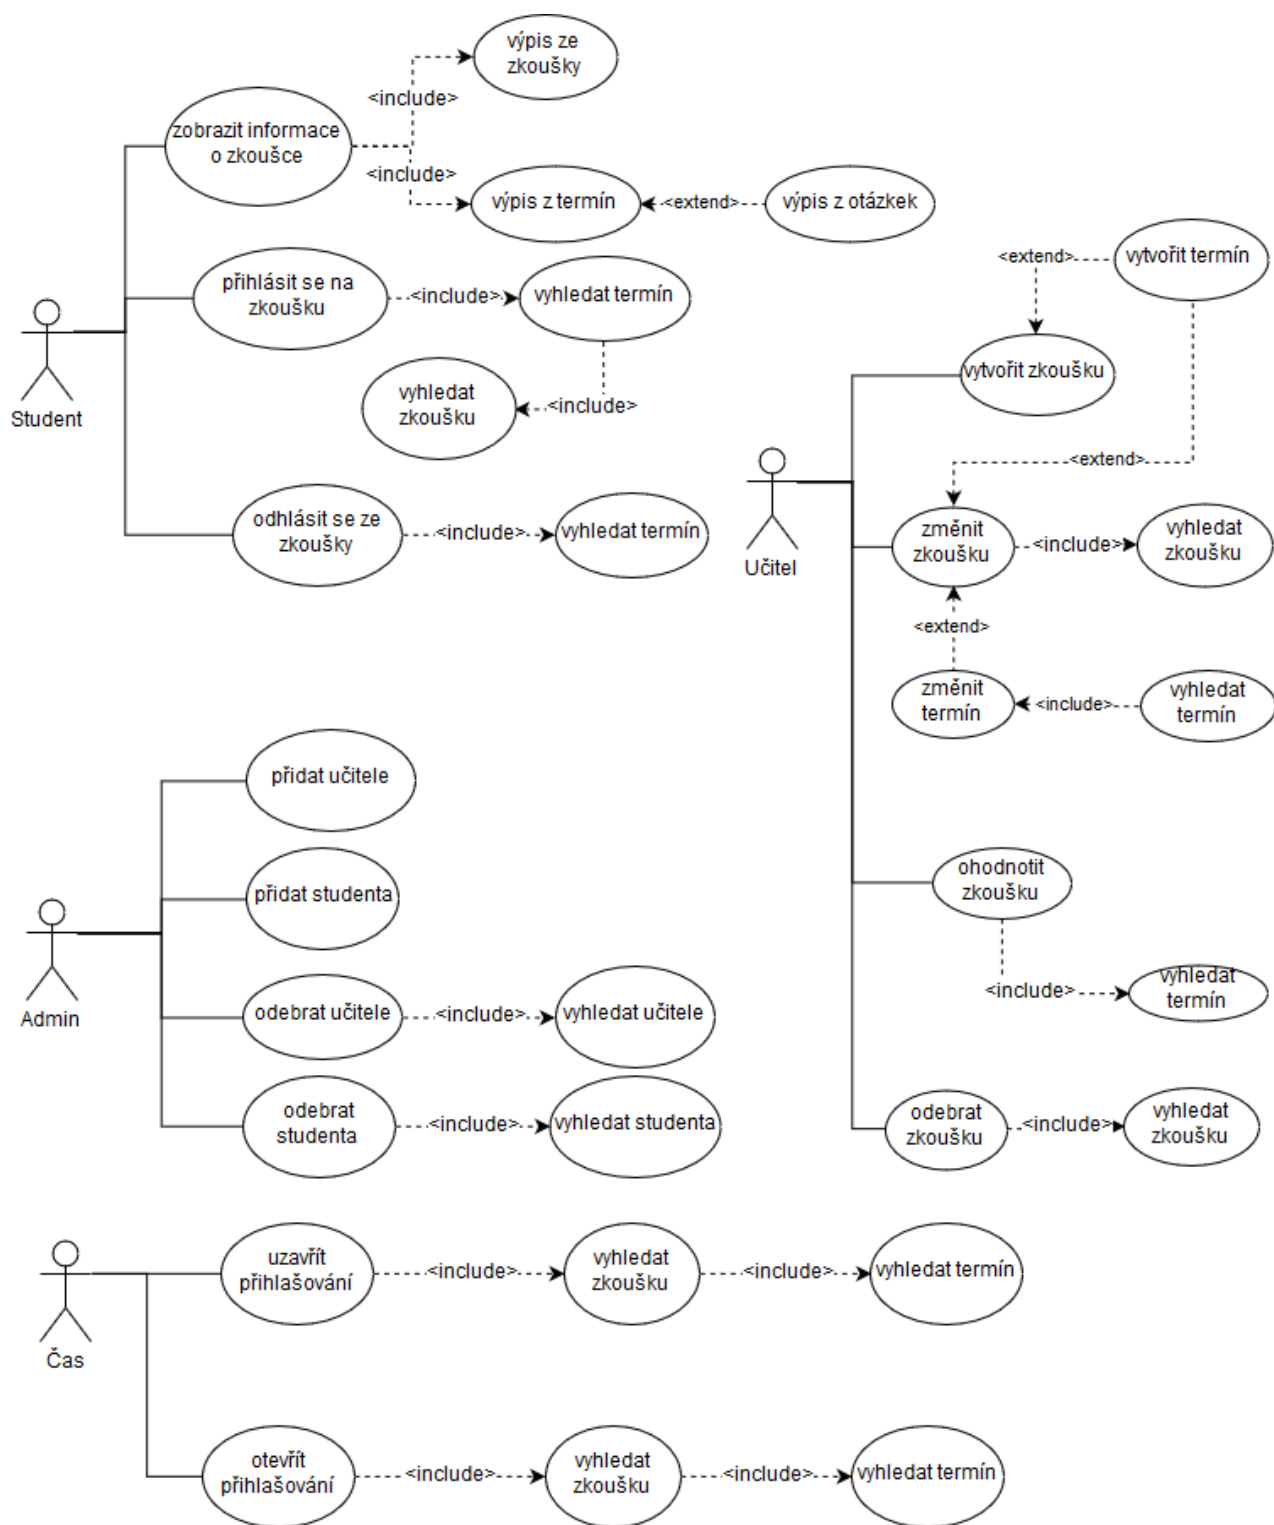 výpis ze
zkoušky
<include>
zobrazit informace
o zkoušce
<include>
výpis z termín
<extend>
výpis z otázkek
přihlásit se na
zkoušku
<include>
vyhledat termín
vyhledat
zkoušku
<include>
Student
odhlásit se ze
zkoušky
<include>
vyhledat termín
<extend>
vytvořit termín
vytvořit zkoušku
<extend>
Učitel
změnit
zkoušku
<include>
vyhledat
zkoušku
<extend>
změnit
termín
<include>
vyhledat
termín
ohodnotit
zkoušku
<include>
vyhledat
termín
odebrat
zkoušku
<include>
vyhledat
zkoušku
přidat učitele
přidat studenta
Admin
odebrat učitele
<include>
vyhledat učitele
odebrat
studenta
<include>
vyhledat studenta
Čas
uzavřít
přihlašování
<include>
vyhledat
zkoušku
<include>
vyhledat termín
otevřít
přihlašování
<include>
vyhledat
zkoušku
<include>
vyhledat termín